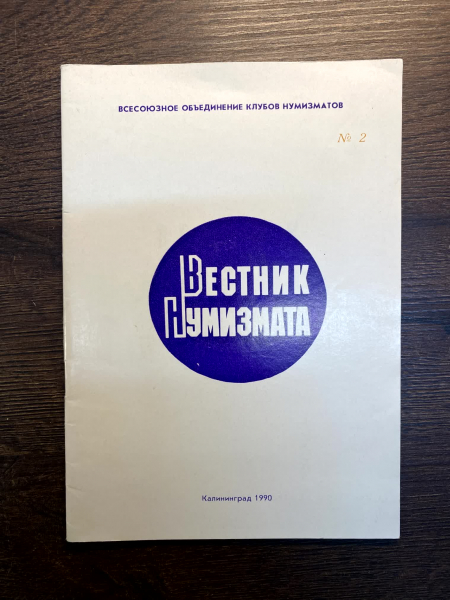 ВСЕСОЮЗНОЕ ОБЪЕДИНЕНИЕ КЛУБОВ НУМИЗМАТОВ
№ 2
ВЕСТНИК
НУМИЗМАТА
Калининград 1990